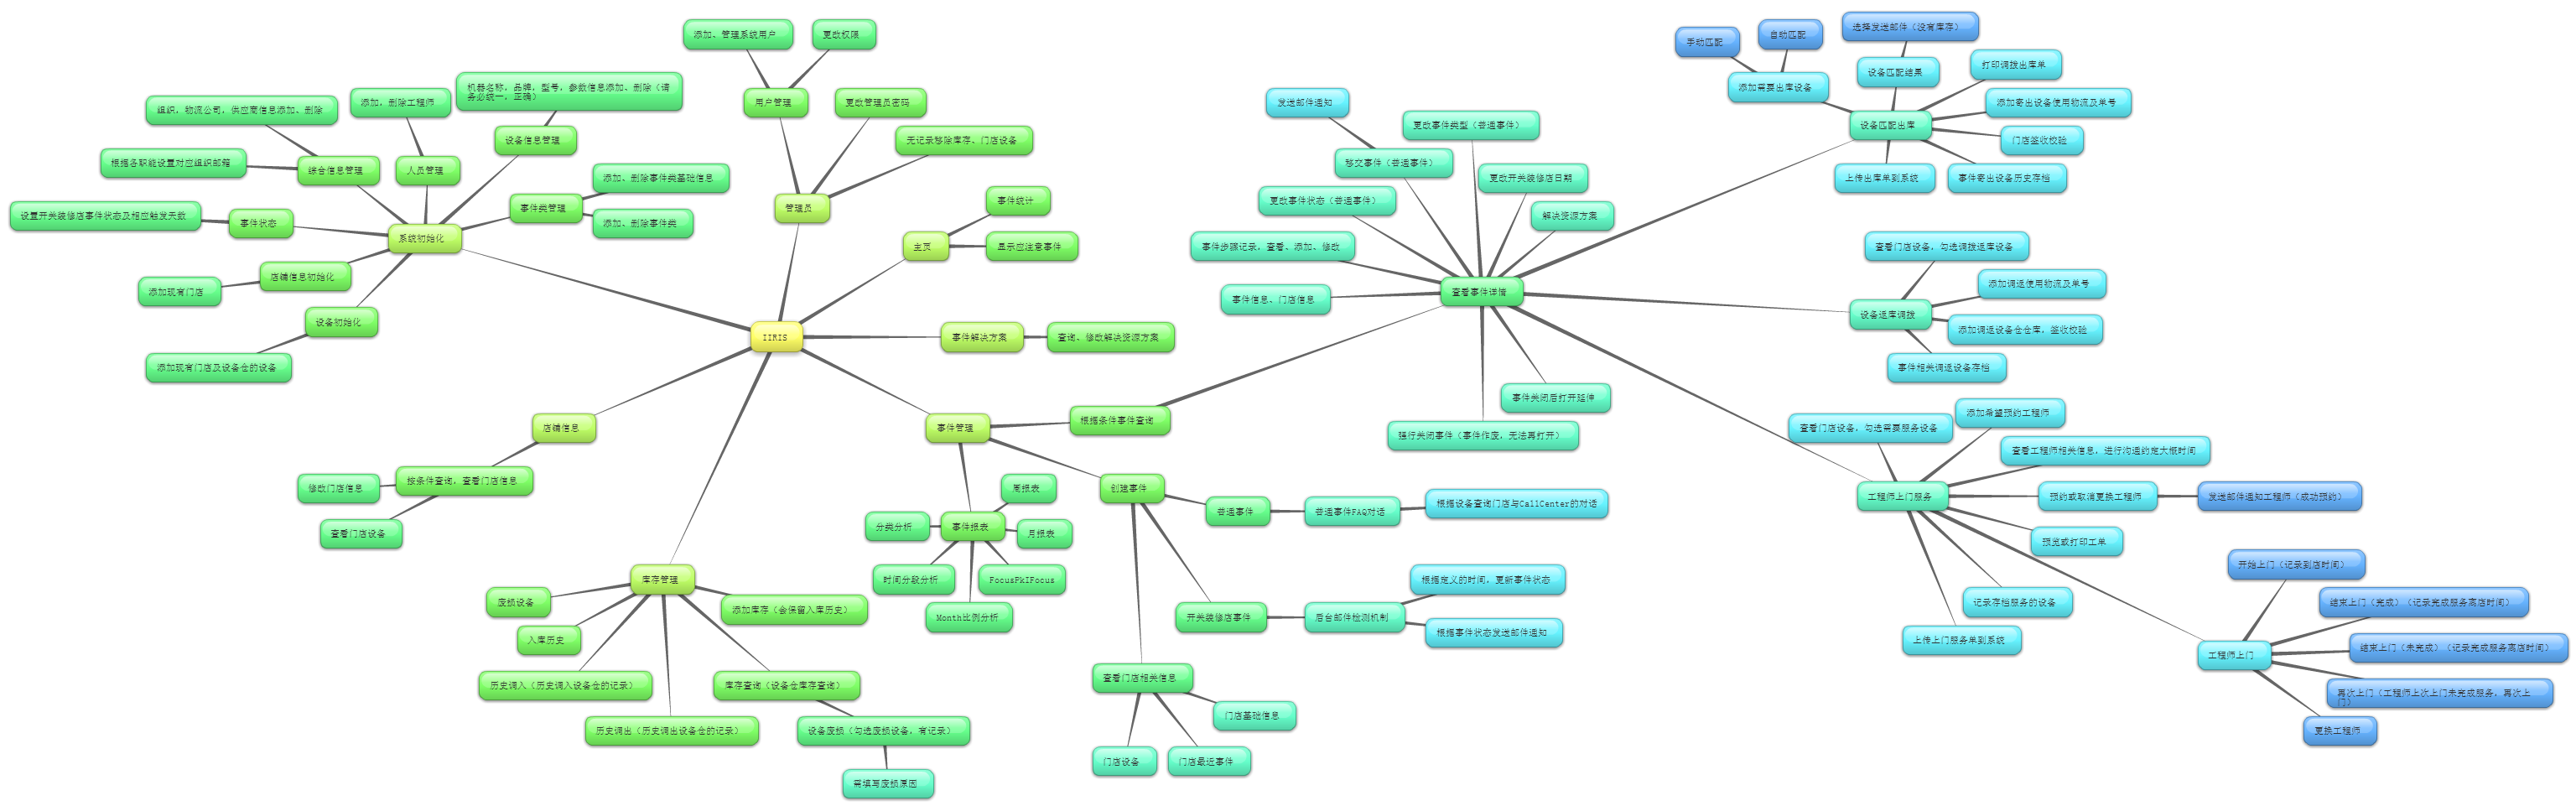 IIRIS
系统初始化
综合信息管理
组织，物流公司，供应商信息添加、删除
根据各职能设置对应组织邮箱
人员管理
添加、删除工程师
设备信息管理
机器名称，品牌，型号，参数信息添加、删除（请
务必统一，正确）
事件类管理
添加、删除事件类基础信息
添加、删除事件类
事件状态
设置开关装修店事件状态及相应触发天数
店铺信息初始化
添加现有门店
设备初始化
添加现有门店及设备仓的设备
管理员
用户管理
添加、管理系统用户
更改权限
更改管理员密码
无记录移除库存、门店设备
主页
事件统计
显示应注意事件
事件解决方案
查询、修改解决资源方案
店铺信息
按条件查询，查看门店信息
修改门店信息
查看门店设备
库存管理
废损设备
入库历史
历史调入（历史调入设备仓的记录）
历史调出（历史调出设备仓的记录）
添加库存（会保留入库历史）
库存查询（设备仓库存查询）
设备废损（勾选废损设备，有记录）
需填写废损原因
事件管理
事件报表
周报表
月报表
分类分析
时间分段分析
FocusPkIFocus
Month比例分析
创建事件
普通事件
普通事件FAQ对话
根据设备查询门店与CallCenter的对话
开关装修店事件
后台邮件检测机制
根据定义的时间，更新事件状态
根据事件状态发送邮件通知
查看门店相关信息
门店基础信息
门店设备
门店最近事件
根据条件事件查询
查看事件详情
发送邮件通知
移交事件（普通事件）
更改事件类型（普通事件）
更改开关装修店日期
解决资源方案
更改事件状态（普通事件）
事件步骤记录，查看、添加、修改
事件信息、门店信息
事件关闭后打开延伸
强行关闭事件（事件作废，无法再打开）
设备匹配出库
添加需要出库设备
手动匹配
自动匹配
设备匹配结果
选择发送邮件（没有库存）
打印调拨出库单
添加寄出设备使用物流及单号
门店签收校验
事件寄出设备历史存档
上传出库单到系统
设备返库调拨
查看门店设备，勾选调拨返库设备
添加调返使用物流及单号
添加调返设备仓仓库，签收校验
事件相关调返设备存档
工程师上门服务
查看门店设备，勾选需要服务设备
添加希望预约工程师
查看工程师相关信息，进行沟通约定大概时间
预约或取消更换工程师
发送邮件通知工程师（成功预约）
预览或打印工单
记录存档服务的设备
上传上门服务单到系统
工程师上门
开始上门（记录到店时间）
结束上门（完成）（记录完成服务离店时间）
结束上门（未完成）（记录完成服务离店时间）
再次上门（工程师上次上门未完成服务，再次上
门）
更换工程师